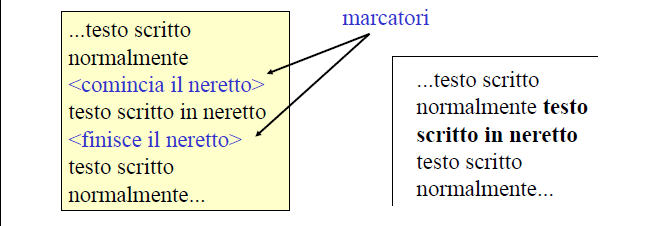 marcatori
...testo scritto
normalmente
<comincia il neretto>
testo scritto in neretto
<finisce il neretto>
testo scritto
normalmente...
...testo scritto
normalmente testo
scritto in neretto
testo scritto
normalmente...